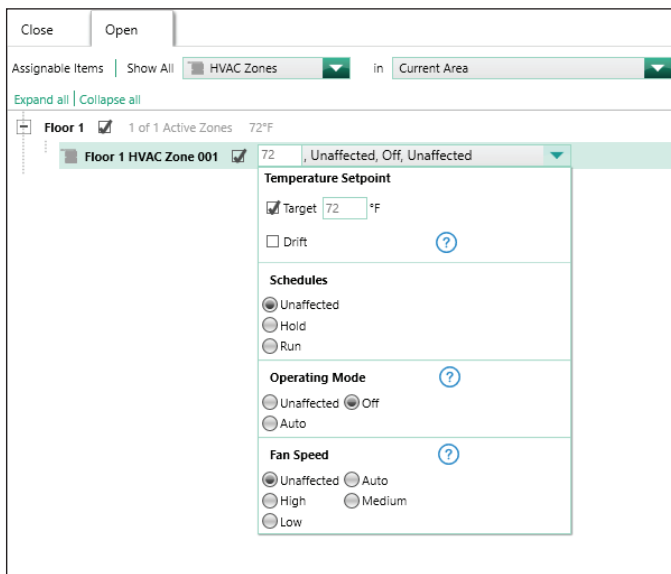 Close Open
Assignable Items Show All HVAC Zones in Current Area
Expand all Collapse all
Floor 1 1 of 1 Active Zones 72°F
Floor 1 HVAC Zone 001 72 , Unaffected, Off, Unaffected
Temperature Setpoint
Target 72 °F
Drift ?
Schedules
Unaffected
Hold
Run
Operating Mode ?
Unaffected Off
Auto
Fan Speed ?
Unaffected Auto
High Medium
Low